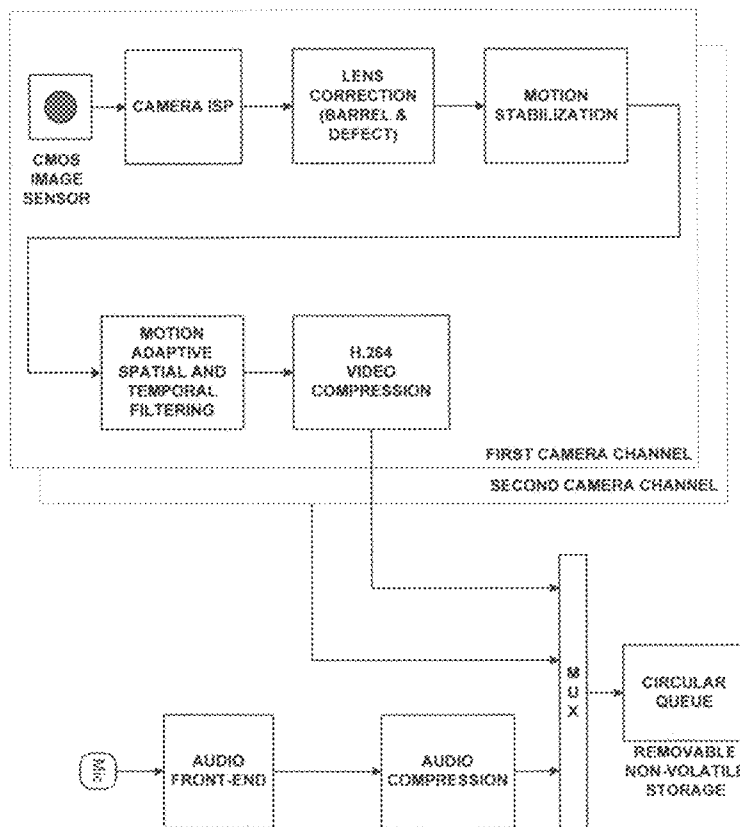 CAMERA ISP
LENS
CORRECTION
(BARREL &
DEFECT)
MOTION
STABILIZATION
CMOS
IMAGE
SENSOR
MOTION
ADAPTIVE
SPATIAL AND
TEMPORAL
FILTERING
H.264
VIDEO
COMPRESSION
FIRST CAMERA CHANNEL
SECOND CAMERA CHANNEL
MUX
CIRCULAR
QUEUE
REMOVABLE
NON-VOLATILE
STORAGE
Mic
AUDIO
FRONT-END
AUDIO
COMPRESSION